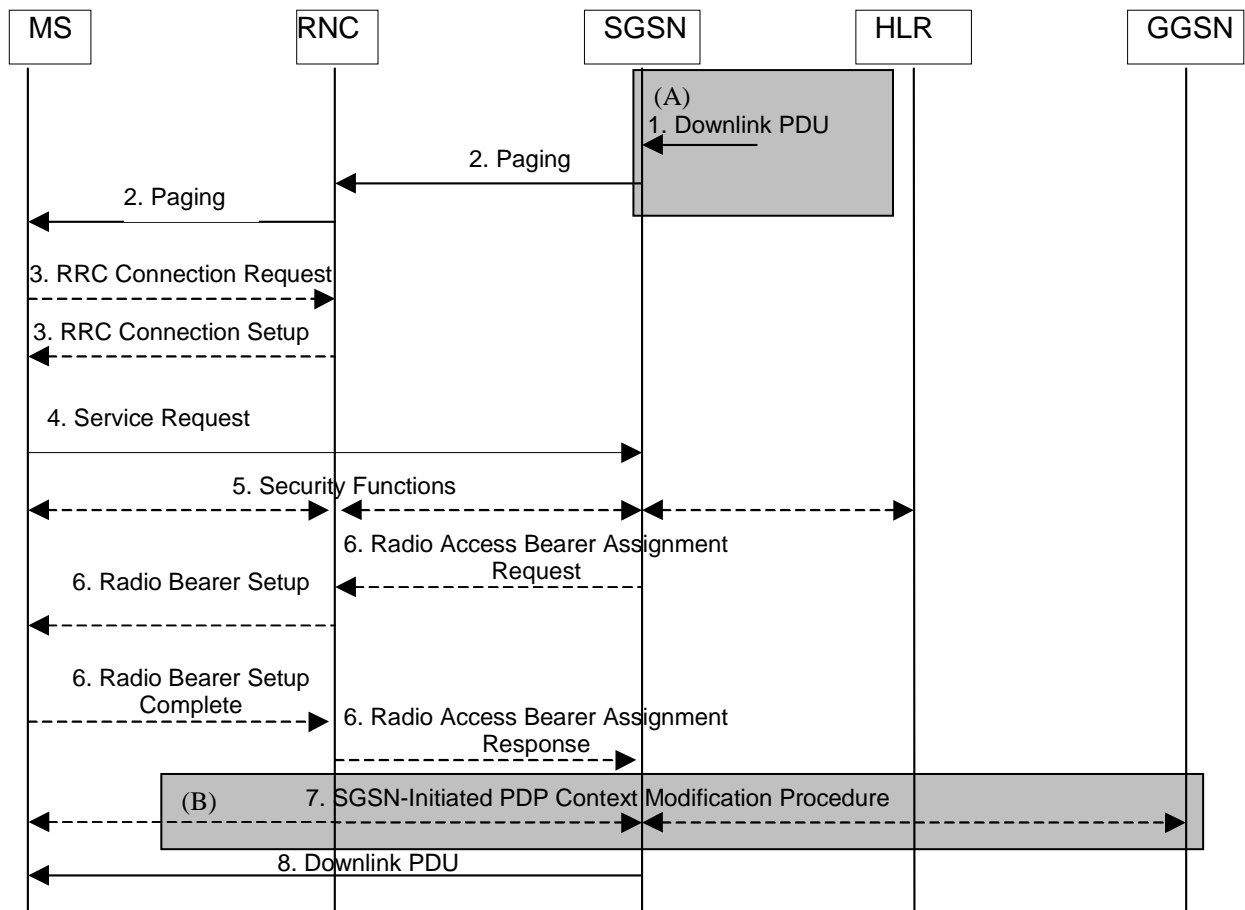 MS
RNC
SGSN
HLR
GGSN
(A)
1. Downlink PDU
2. Paging
2. Paging
3. RRC Connection Request
3. RRC Connection Setup
4. Service Request
5. Security Functions
6. Radio Access Bearer Assignment
Request
6. Radio Bearer Setup
6. Radio Bearer Setup
Complete
6. Radio Access Bearer Assignment
Response
(B)
7. SGSN-Initiated PDP Context Modification Procedure
8. Downlink PDU